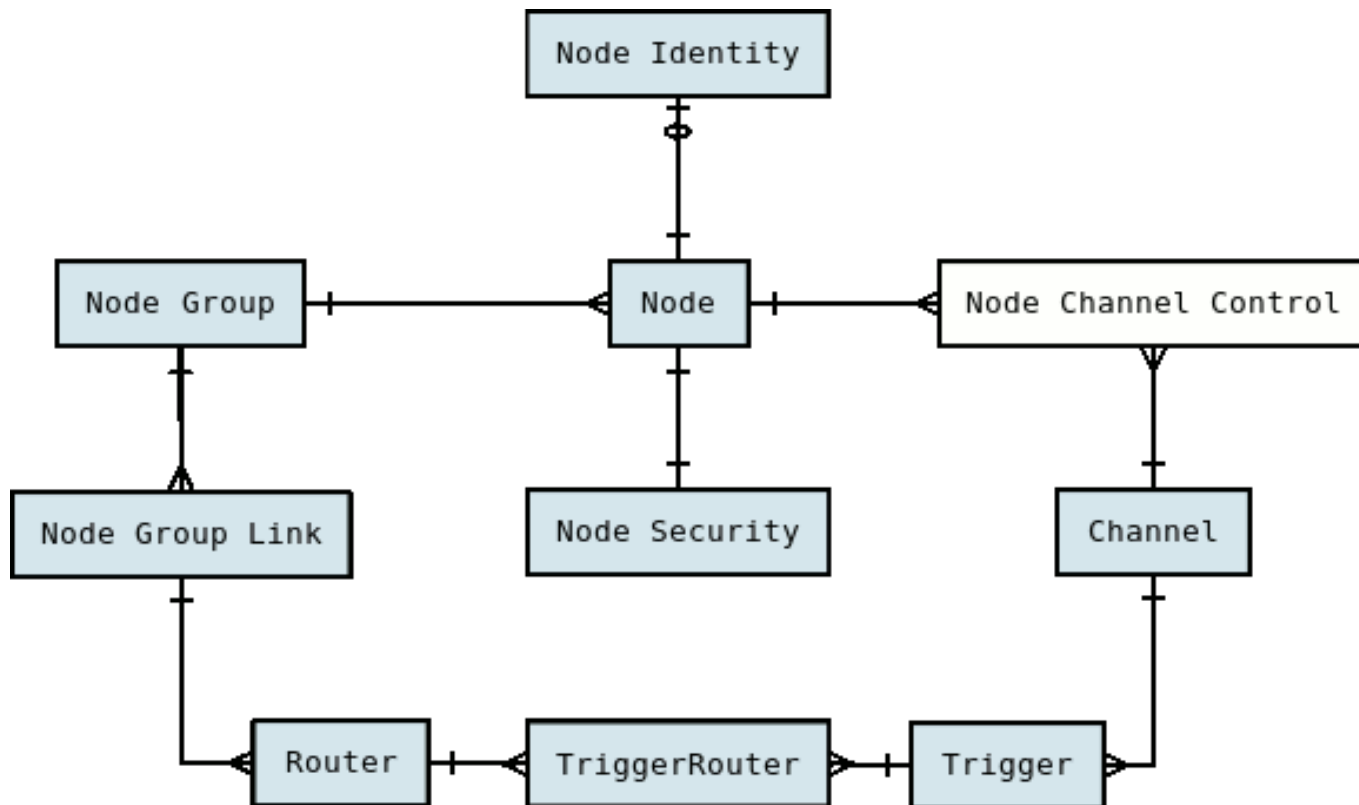 Node Identity
Node Group
Node
Node Channel Control
Node Group Link
Node Security
Channel
Router
TriggerRouter
Trigger